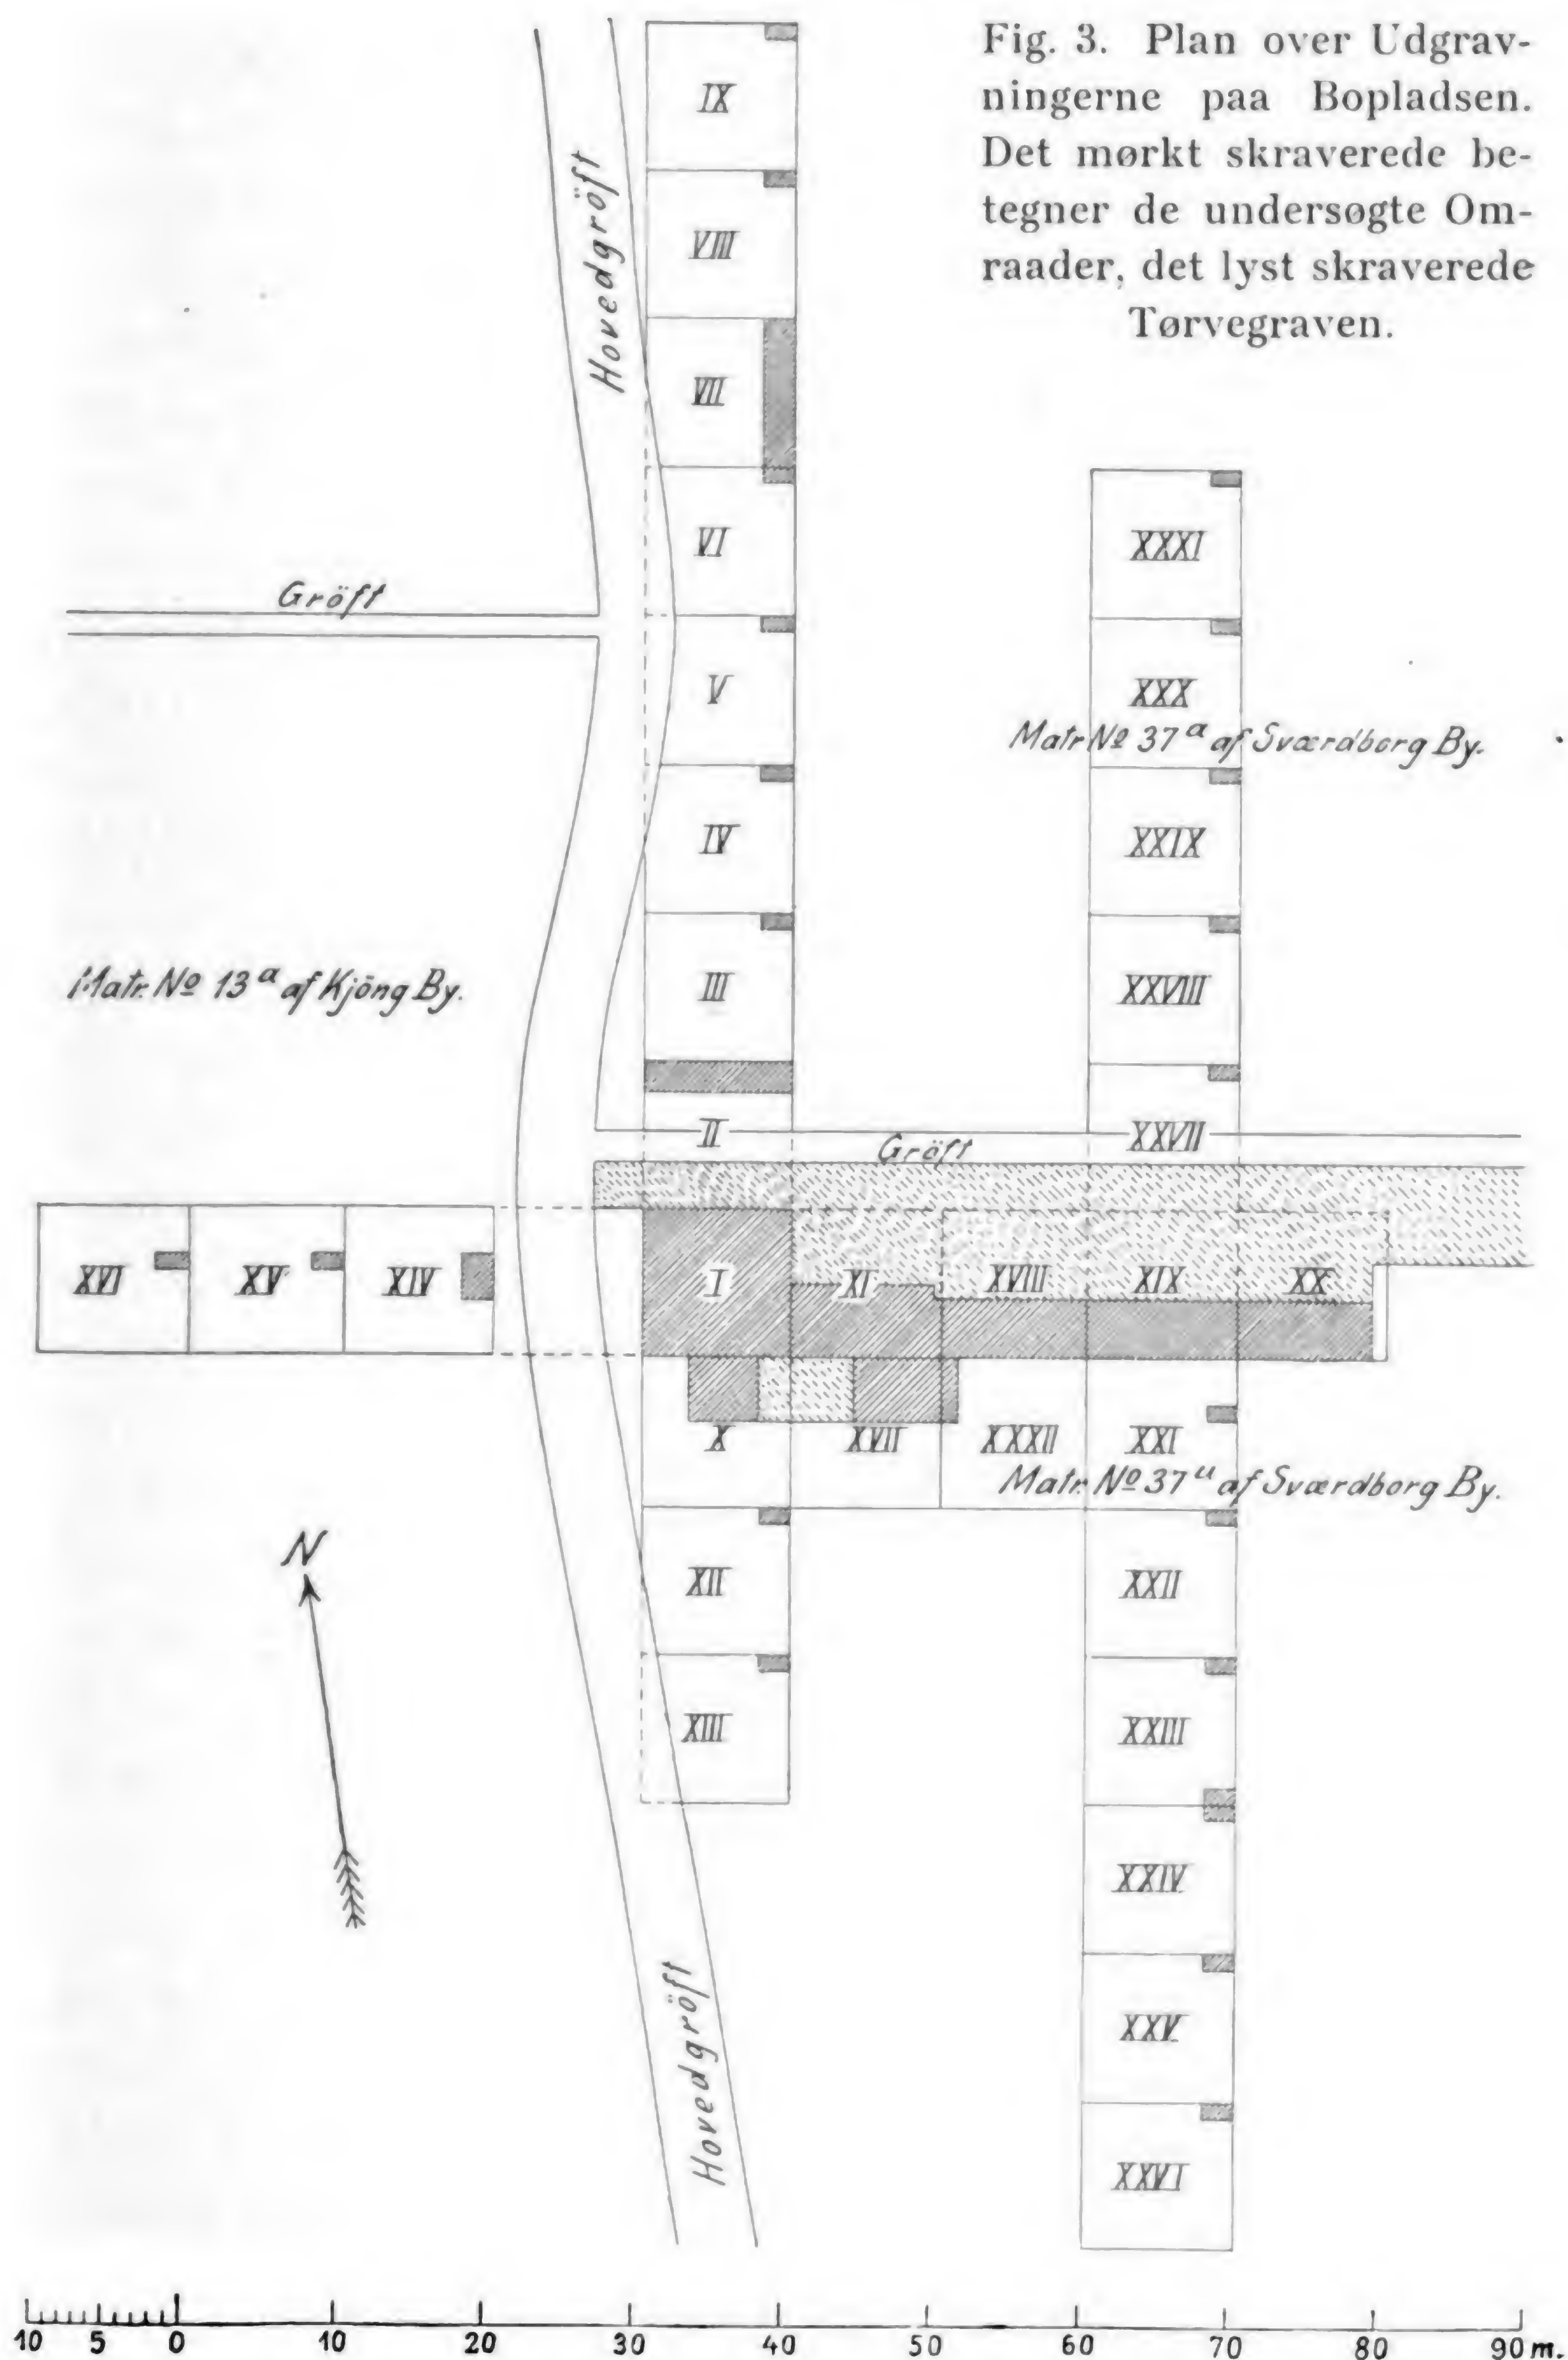 Fig. 3. Plan over Udgrav-
ningerne paa Bopladsen.
Det mørkt skraverede be-
tegner de undersøgte Om-
raader, det lyst skraverede
Tørvegraven.
IX
Hovedgröft
VIII
VII
VI
XXXI
Gröft
V
XXX
Matr. Nº 37ª af Sværdborg By.
IV
XXIX
Matr. Nº 13ª af Kjöng By.
III
XXVIII
II
Gröft
XXVII
XVI
XV
XIV
I
XI
XVIII
XIX
XX
X
XVII
XXXII
XXI
Matr. Nº 37ᵘ af Sværdborg By.
N
XII
XXII
XIII
XXIII
XXIV
Hovedgröft
XXV
XXVI
10 5 0 10 20 30 40 50 60 70 80 90 m.